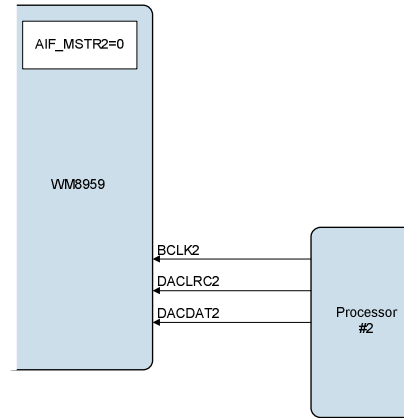 AIF_MSTR2=0
WM8959
BCLK2
DACLRC2
DACDAT2
Processor
#2